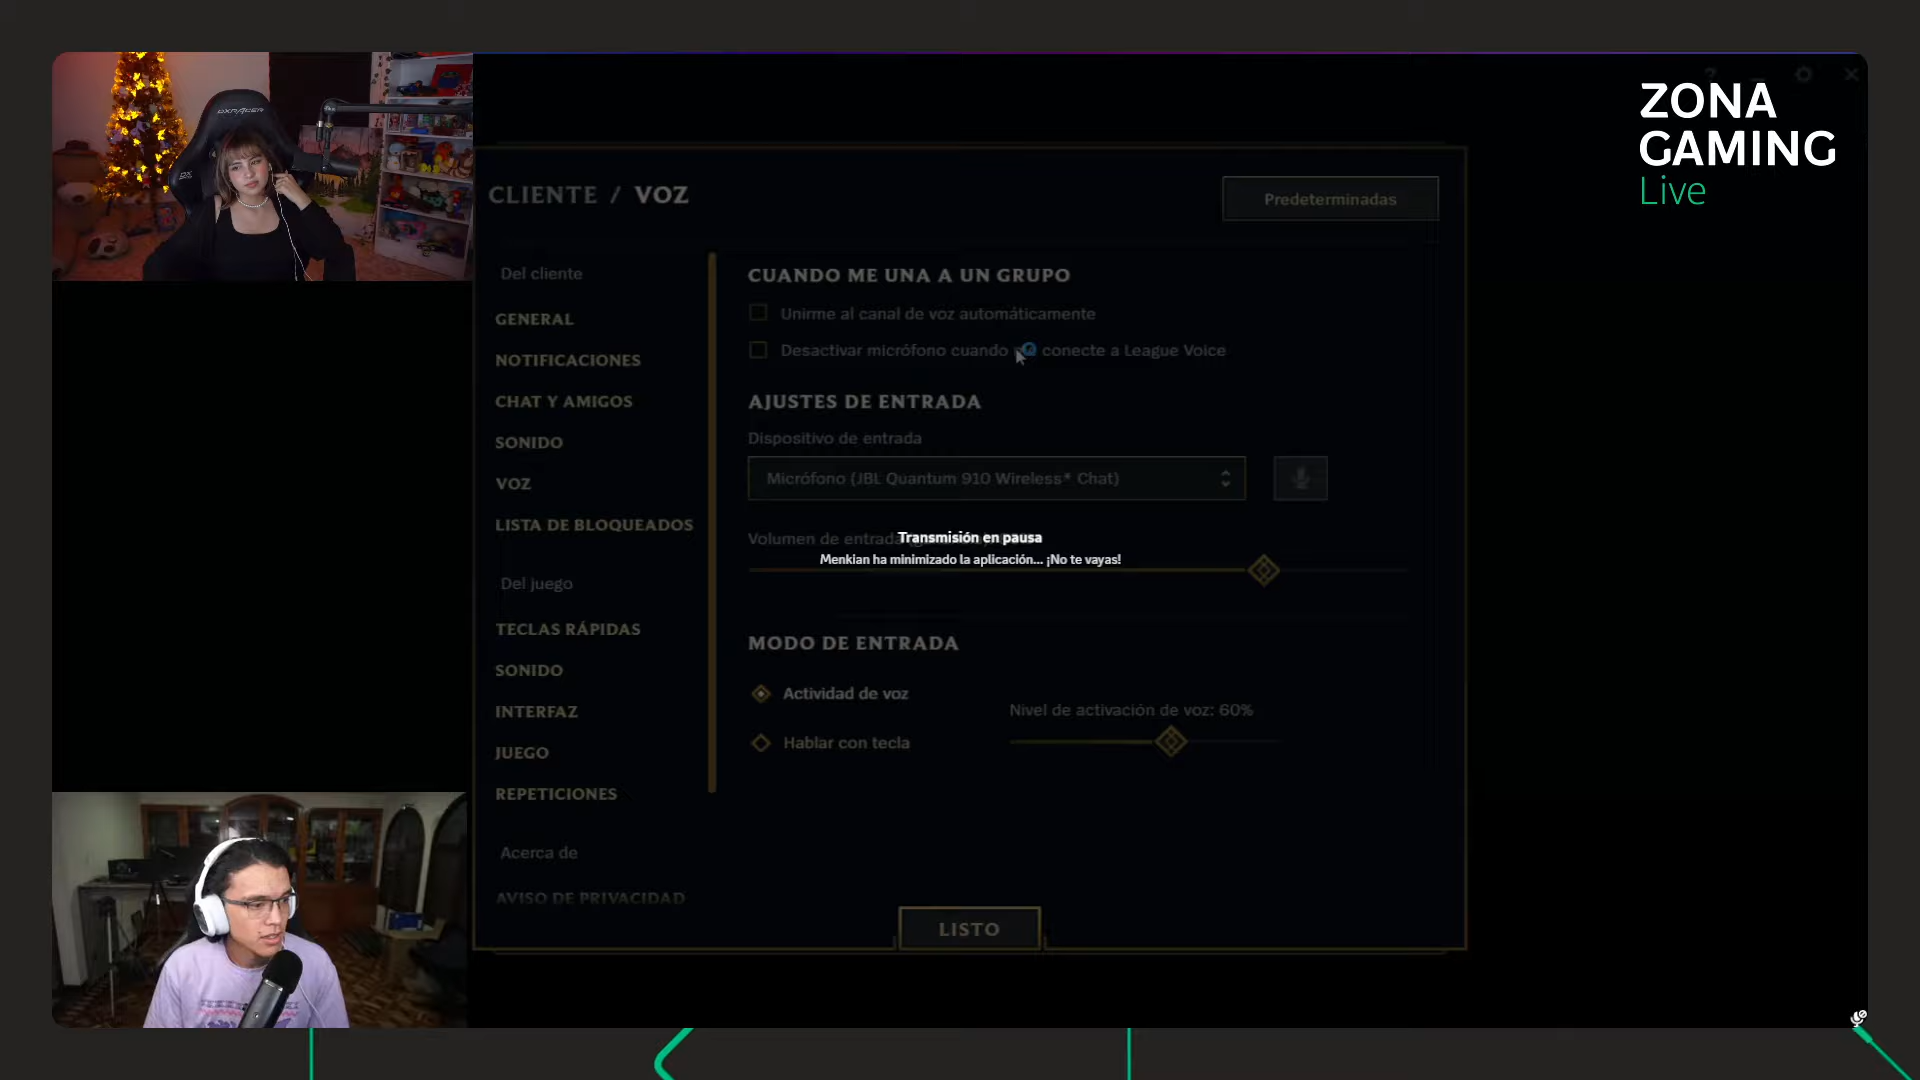 DXRACER
ZONA
GAMING
Live
CLIENTE / VOZ
Predeterminadas
Del cliente
GENERAL
NOTIFICACIONES
CHAT Y AMIGOS
SONIDO
VOZ
LISTA DE BLOQUEADOS
Del juego
TECLAS RÁPIDAS
SONIDO
INTERFAZ
JUEGO
REPETICIONES
Acerca de
AVISO DE PRIVACIDAD
CUANDO ME UNA A UN GRUPO
Unirme al canal de voz automáticamente
Desactivar micrófono cuando conecte a League Voice
AJUSTES DE ENTRADA
Dispositivo de entrada
Micrófono (JBL Quantum 910 Wireless* Chat)
Volumen de entrada
Transmisión en pausa
Menkian ha minimizado la aplicación... ¡No te vayas!
MODO DE ENTRADA
Actividad de voz
Nivel de activación de voz: 60%
Hablar con tecla
LISTO